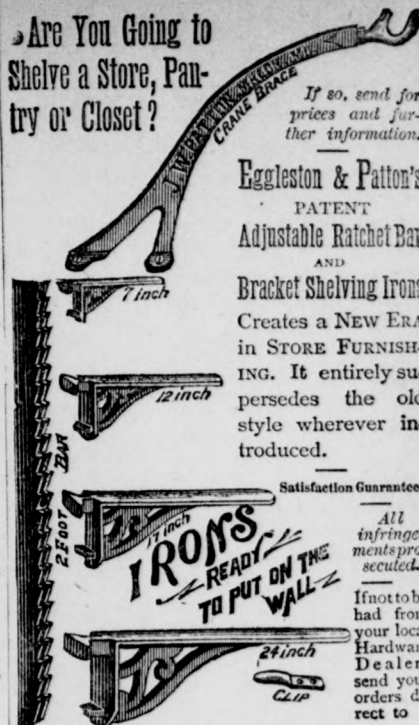 Are You Going to
Shelve a Store, Pan-
try or Closet?
J. W. PATTON
CRANE BRACE
If so, send for
prices and fur-
ther information.
Eggleston & Patton's
PATENT
Adjustable Ratchet Bar
AND
Bracket Shelving Irons
Creates a NEW ERA
in STORE FURNISH-
ING. It entirely su-
persedes the old
style wherever in-
troduced.
Satisfaction Guarantee
All
infringe
ments pro
secuted.
If not to b
had from
your loca
Hardwar
Dealer
send you
orders di
rect to
7 inch
12 inch
2 FOOT BAR
17 inch
IRONS
READY
TO PUT ON THE
WALL
24 inch
CLIP